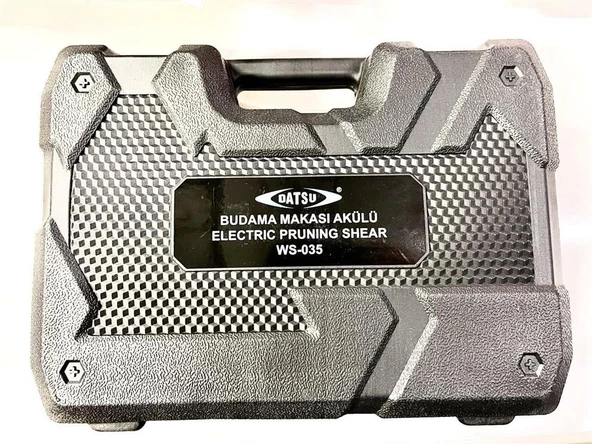 DATSU ®
BUDAMA MAKASI AKÜLÜ
ELECTRIC PRUNING SHEAR
WS-035